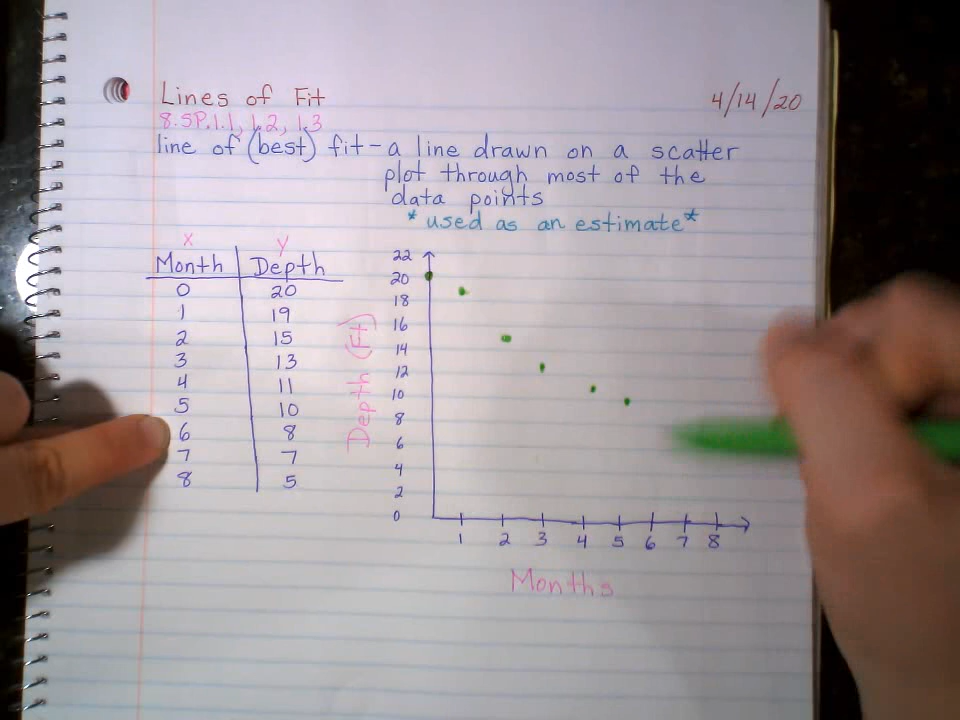 Lines of Fit
4/14/20
8.SP.1.1, 1.2, 1.3
line of (best) fit - a line drawn on a scatter
plot through most of the
data points
*used as an estimate*
x y
Month Depth
0 20
1 19
2 15
3 13
4 11
5 10
6 8
7 7
8 5
Depth (Ft)
22
20
18
16
14
12
10
8
6
4
2
0
1 2 3 4 5 6 7 8
Months